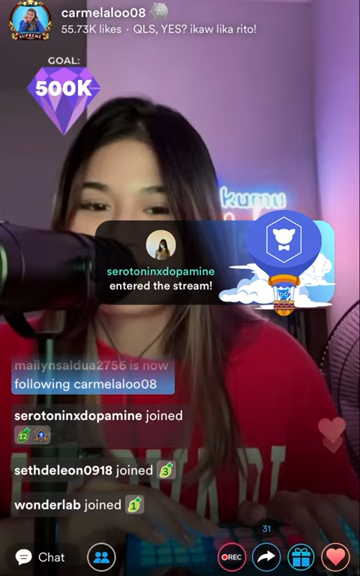 carmelaloo08
55.73K likes · QLS, YES? ikaw lika rito!
SUPREME
GOAL:
500K
kumu
serotoninxdopamine
entered the stream!
mailynsaldua2756 is now
following carmelaloo08
serotoninxdopamine joined
12
sethdeleon0918 joined 3
wonderlab joined 1
31
Chat
REC